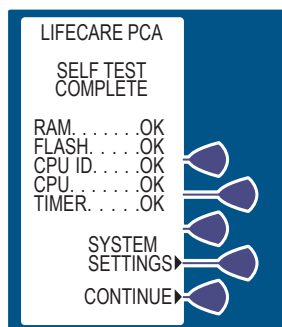 LIFECARE PCA
SELF TEST
COMPLETE
RAM. . . . . . .OK
FLASH. . . . .OK
CPU ID. . . . .OK
CPU. . . . . . . .OK
TIMER. . . . .OK
SYSTEM
SETTINGS
CONTINUE